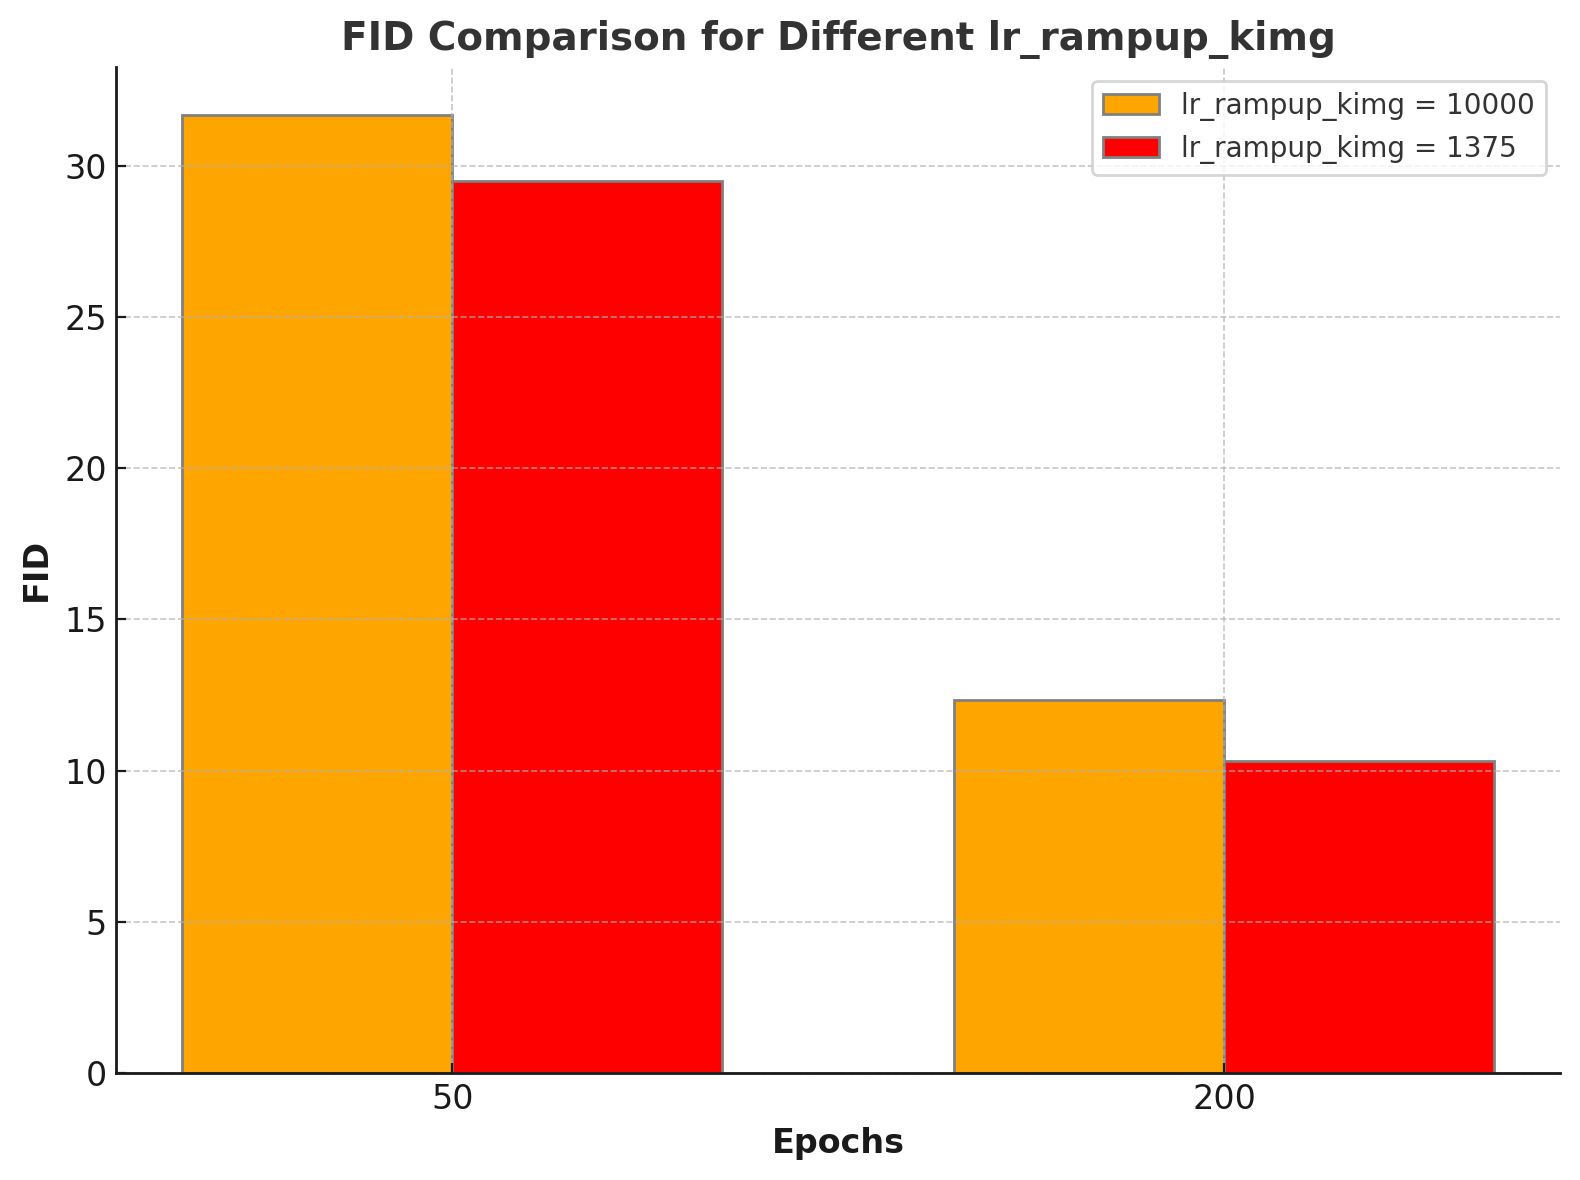 FID Comparison for Different lr_rampup_kimg
lr_rampup_kimg = 10000
lr_rampup_kimg = 1375
30
25
20
15
10
5
0
FID
50
200
Epochs